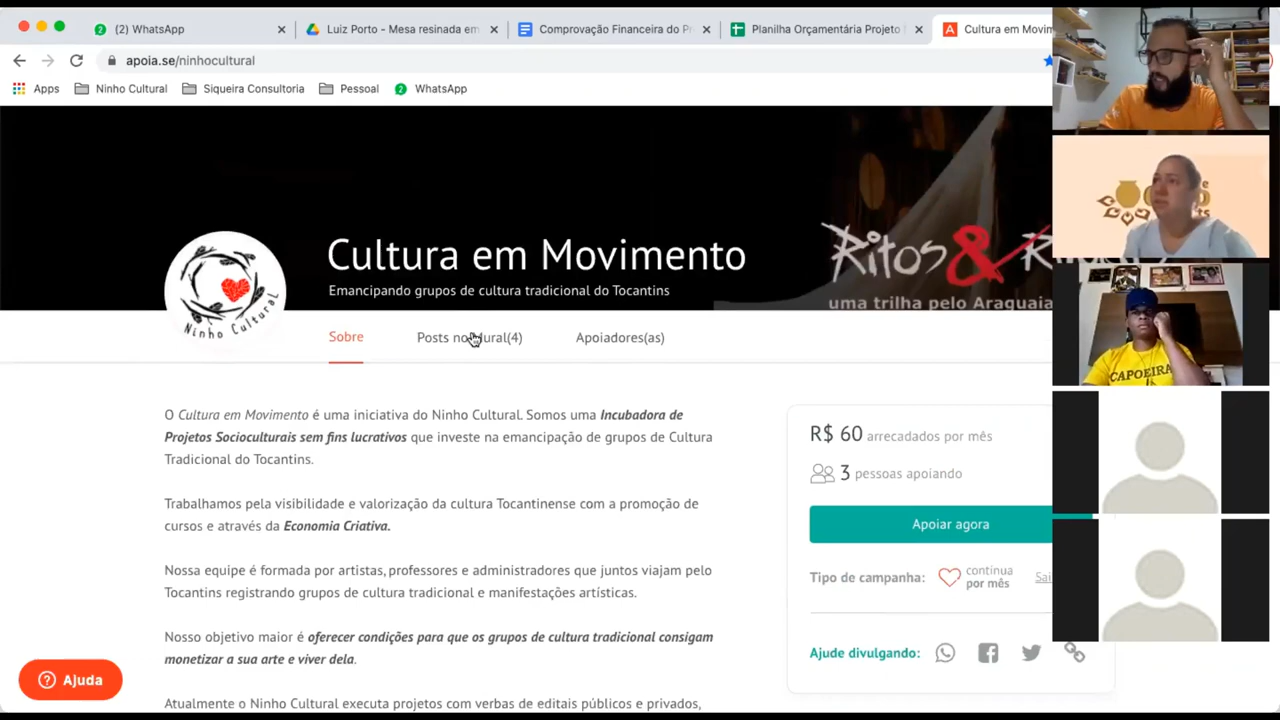 (2) WhatsApp
Luiz Porto - Mesa resinada em
Comprovação Financeira do P
Planilha Orçamentária Projeto
Cultura em Movim
apoia.se/ninhocultural
Apps
Ninho Cultural
Siqueira Consultoria
Pessoal
WhatsApp
Ritos & R
uma trilha pelo Araguaia
Cultura em Movimento
Emancipando grupos de cultura tradicional do Tocantins
Ninho Cultural
Sobre
Posts no Mural(4)
Apoiadores(as)
O Cultura em Movimento é uma iniciativa do Ninho Cultural. Somos uma Incubadora de
Projetos Socioculturais sem fins lucrativos que investe na emancipação de grupos de Cultura
Tradicional do Tocantins.
Trabalhamos pela visibilidade e valorização da cultura Tocantinense com a promoção de
cursos e através da Economia Criativa.
Nossa equipe é formada por artistas, professores e administradores que juntos viajam pelo
Tocantins registrando grupos de cultura tradicional e manifestações artísticas.
Nosso objetivo maior é oferecer condições para que os grupos de cultura tradicional consigam
monetizar a sua arte e viver dela.
Atualmente o Ninho Cultural executa projetos com verbas de editais públicos e privados,
R$ 60 arrecadados por mês
3 pessoas apoiando
Apoiar agora
Tipo de campanha:
continua
por mês
Sai
Ajude divulgando:
Ajuda
CAPOEIRA